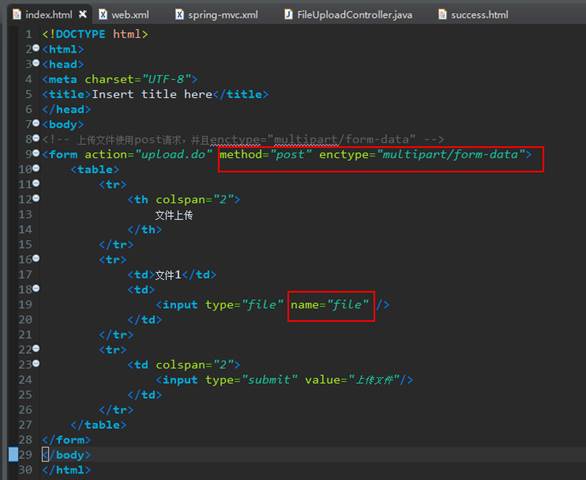 index.html web.xml spring-mvc.xml FileUploadController.java success.html
1 <!DOCTYPE html>
2 <html>
3 <head>
4 <meta charset="UTF-8">
5 <title>Insert title here</title>
6 </head>
7 <body>
8 <!-- 上传文件使用post请求，并且enctype="multipart/form-data" -->
9 <form action="upload.do" method="post" enctype="multipart/form-data">
10 <table>
11 <tr>
12 <th colspan="2">
13 文件上传
14 </th>
15 </tr>
16 <tr>
17 <td>文件1</td>
18 <td>
19 <input type="file" name="file" />
20 </td>
21 </tr>
22 <tr>
23 <td colspan="2">
24 <input type="submit" value="上传文件"/>
25 </td>
26 </tr>
27 </table>
28 </form>
29 </body>
30 </html>